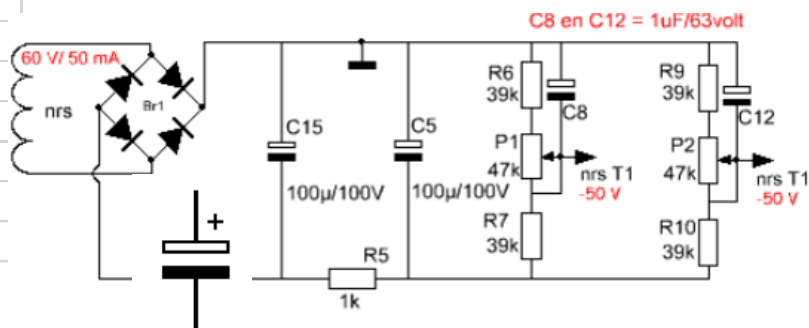 C8 en C12 = 1uF/63volt
60 V/ 50 mA
nrs
Br1
C15
100µ/100V
C5
100µ/100V
R5
1k
R6
39k
C8
P1
47k
nrs T1
-50 V
R7
39k
R9
39k
C12
P2
47k
nrs T1
-50 V
R10
39k
+